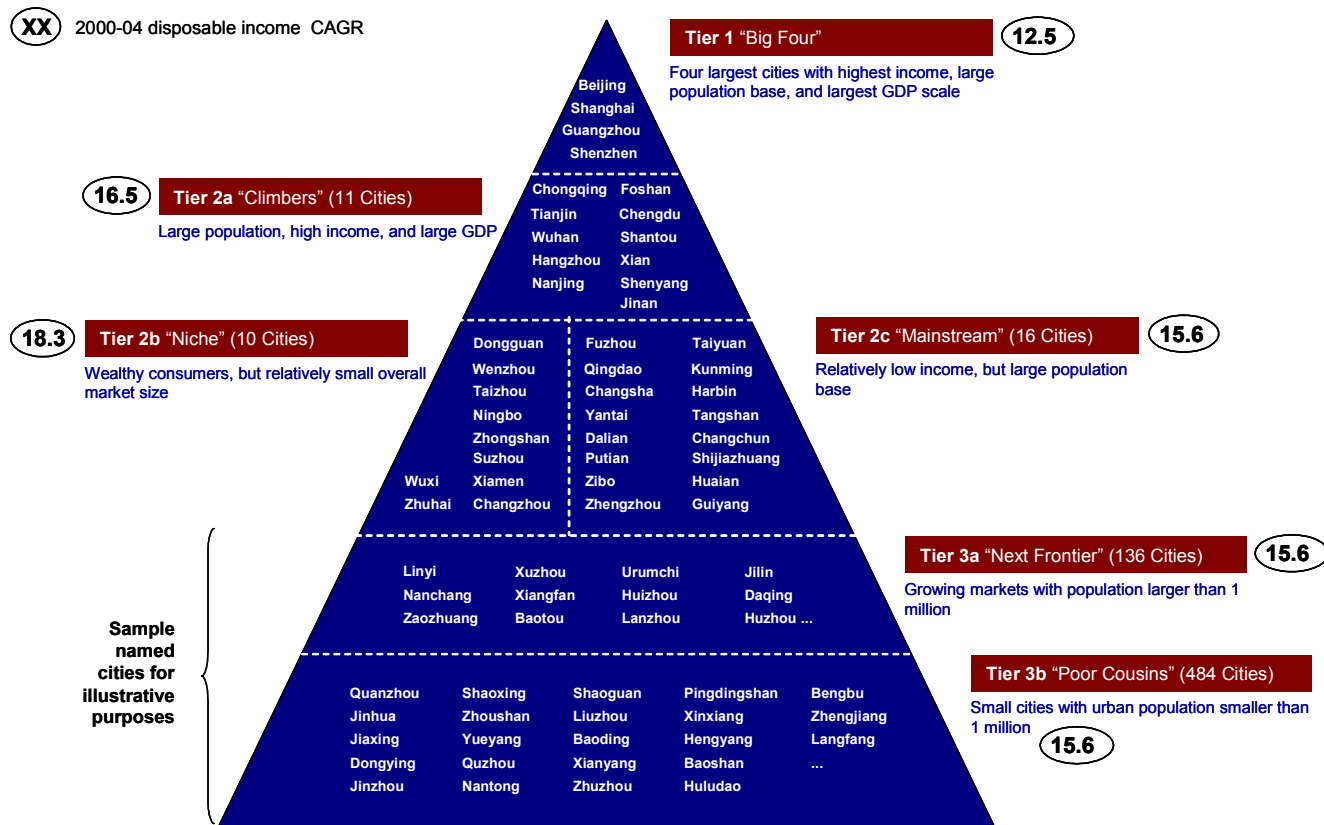 XX 2000-04 disposable income CAGR
Tier 1 “Big Four” 12.5
Four largest cities with highest income, large
population base, and largest GDP scale
Beijing
Shanghai
Guangzhou
Shenzhen
16.5 Tier 2a “Climbers” (11 Cities)
Large population, high income, and large GDP
Chongqing Foshan
Tianjin Chengdu
Wuhan Shantou
Hangzhou Xian
Nanjing Shenyang
Jinan
18.3 Tier 2b “Niche” (10 Cities)
Wealthy consumers, but relatively small overall
market size
Dongguan
Wenzhou
Taizhou
Ningbo
Zhongshan
Suzhou
Wuxi Xiamen
Zhuhai Changzhou
Tier 2c “Mainstream” (16 Cities) 15.6
Relatively low income, but large population
base
Fuzhou Taiyuan
Qingdao Kunming
Changsha Harbin
Yantai Tangshan
Dalian Changchun
Putian Shijiazhuang
Zibo Huaian
Zhengzhou Guiyang
Tier 3a “Next Frontier” (136 Cities) 15.6
Growing markets with population larger than 1
million
Linyi Xuzhou Urumchi Jilin
Nanchang Xiangfan Huizhou Daqing
Zaozhuang Baotou Lanzhou Huzhou ...
Sample
named
cities for
illustrative
purposes
Tier 3b “Poor Cousins” (484 Cities)
Small cities with urban population smaller than
1 million
15.6
Quanzhou Shaoxing Shaoguan Pingdingshan Bengbu
Jinhua Zhoushan Liuzhou Xinxiang Zhengjiang
Jiaxing Yueyang Baoding Hengyang Langfang
Dongying Quzhou Xianyang Baoshan ...
Jinzhou Nantong Zhuzhou Huludao